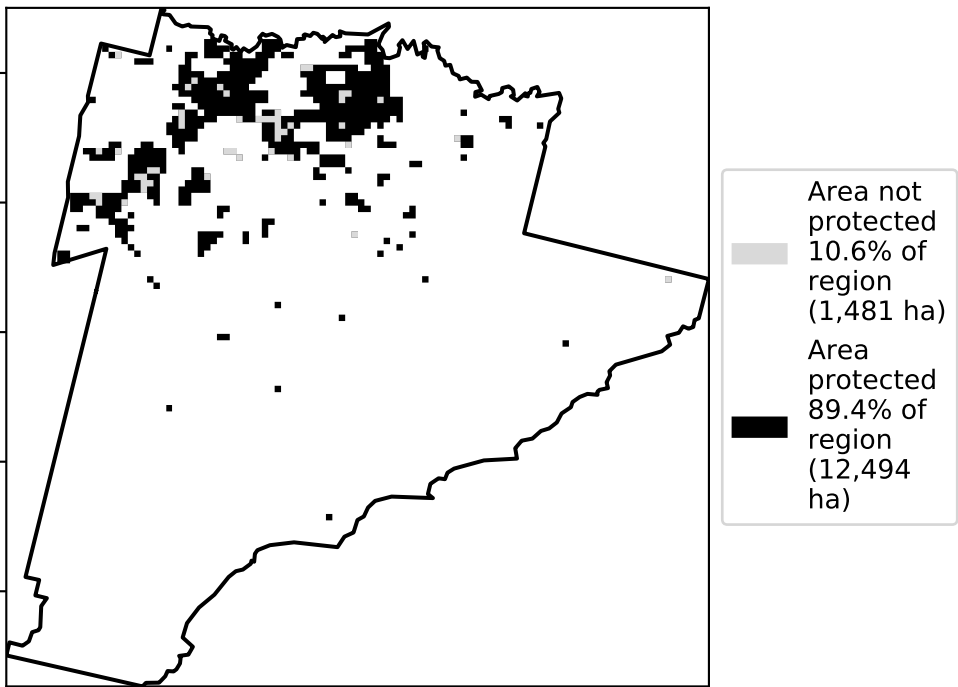 Area not
protected
10.6% of
region
(1,481 ha)
Area
protected
89.4% of
region
(12,494
ha)